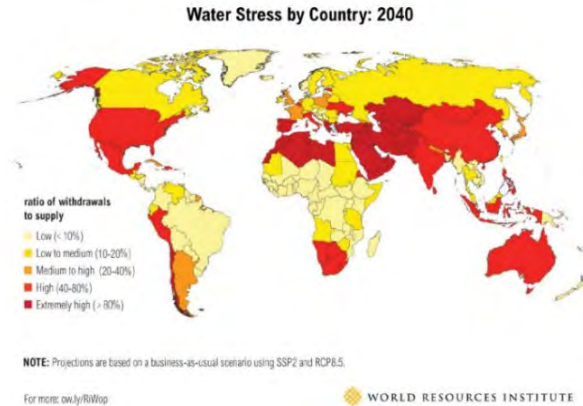 Water Stress by Country: 2040
ratio of withdrawals
to supply
Low (< 10%)
Low to medium (10-20%)
Medium to high (20-40%)
High (40-80%)
Extremely high (> 80%)
NOTE: Projections are based on a business-as-usual scenario using SSP2 and RCP8.5.
For more: ow.ly/RiWop
WORLD RESOURCES INSTITUTE